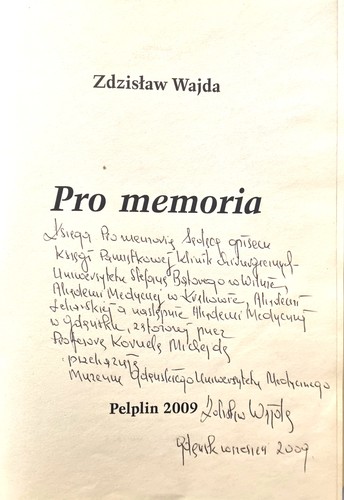 Zdzisław Wajda
Pro memoria
Księgę Pro memoria będącą opisem
Księgi Pamiątkowej Klinik Chirurgicznych
Uniwersytetu Stefana Batorego w Wilnie,
Akademii Medycznej w Krakowie, Akademii
Lekarskiej a następnie Akademii Medycznej
w Gdańsku, założonej przez
Profesora Kornela Michejdę
przekazuję
Muzeum Gdańskiego Uniwersytetu Medycznego
Pelplin 2009 Zdzisław Wajda
Gdańsk wrzesień 2009